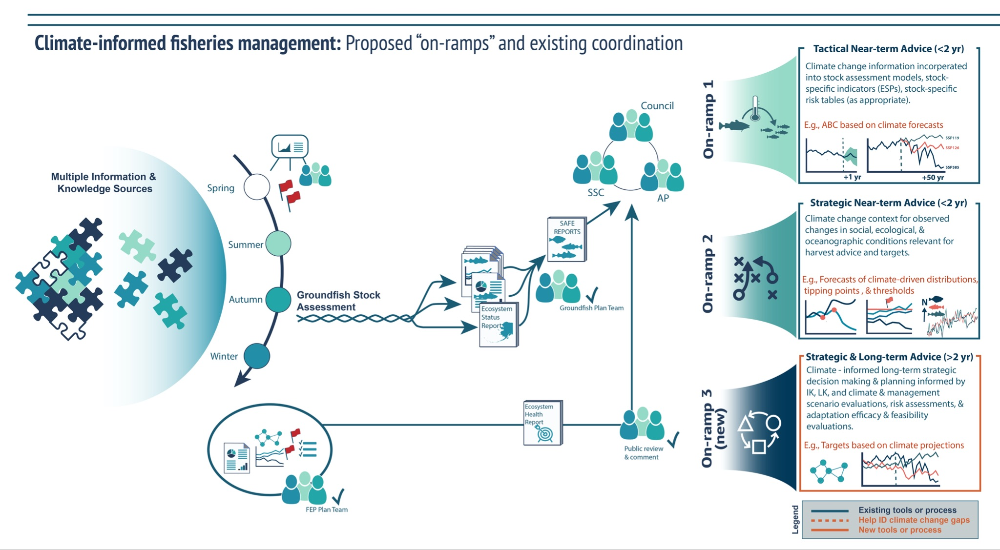 Climate-informed fisheries management: Proposed “on-ramps” and existing coordination
Multiple Information &
Knowledge Sources
Spring
Summer
Autumn
Winter
Groundfish Stock
Assessment
Ecosystem
Status
Report
SAFE
REPORTS
Groundfish Plan Team
Council
SSC
AP
FEP Plan Team
Ecosystem
Health
Report
Public review
& comment
On-ramp 1
Tactical Near-term Advice (<2 yr)
Climate change information incorperated
into stock assessment models, stock-
specific indicators (ESPs), stock-specific
risk tables (as appropriate).
E.g., ABC based on climate forecasts
SSP119
SSP126
SSP585
+1 yr
+50 yr
On-ramp 2
Strategic Near-term Advice (<2 yr)
Climate change context for observed
changes in social, ecological, &
oceanographic conditions relevant for
harvest advice and targets.
E.g., Forecasts of climate-driven distributions,
tipping points , & thresholds
N
On-ramp 3
(new)
Strategic & Long-term Advice (>2 yr)
Climate - informed long-term strategic
decision making & planning informed by
IK, LK, and climate & management
scenario evaluations, risk assessments, &
adaptation efficacy & feasibility
evaluations.
E.g., Targets based on climate projections
Legend
Existing tools or process
Help ID climate change gaps
New tools or process